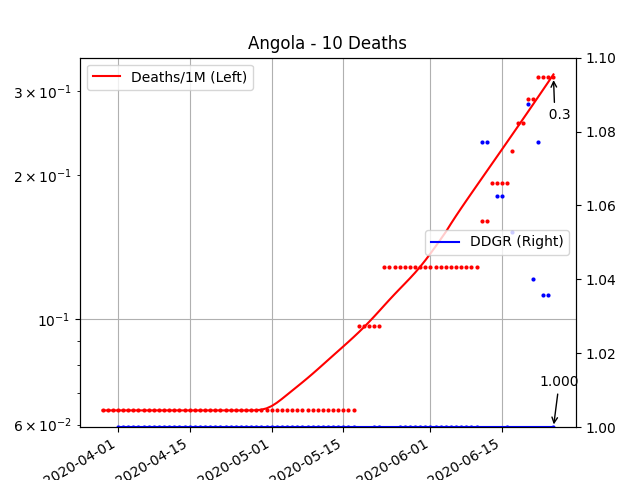 Angola - 10 Deaths
Deaths/1M (Left)
DDGR (Right)
3 × 10⁻¹
2 × 10⁻¹
10⁻¹
6 × 10⁻²
1.10
1.08
1.06
1.04
1.02
1.00
0.3
1.000
2020-04-01
2020-04-15
2020-05-01
2020-05-15
2020-06-01
2020-06-15